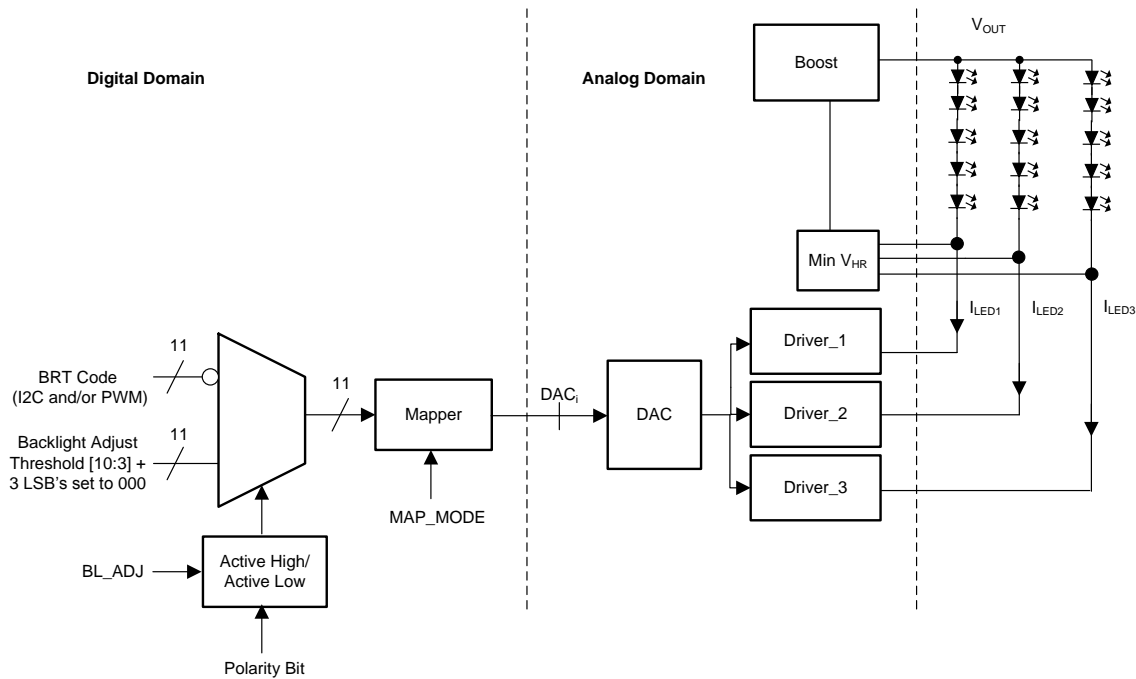 Digital Domain
Analog Domain
Boost
VOUT
Min VHR
ILED1
ILED2
ILED3
11
BRT Code
(I2C and/or PWM)
11
Backlight Adjust
Threshold [10:3] +
3 LSB's set to 000
11
Mapper
MAP_MODE
DACi
DAC
Driver_1
Driver_2
Driver_3
BL_ADJ
Active High/
Active Low
Polarity Bit